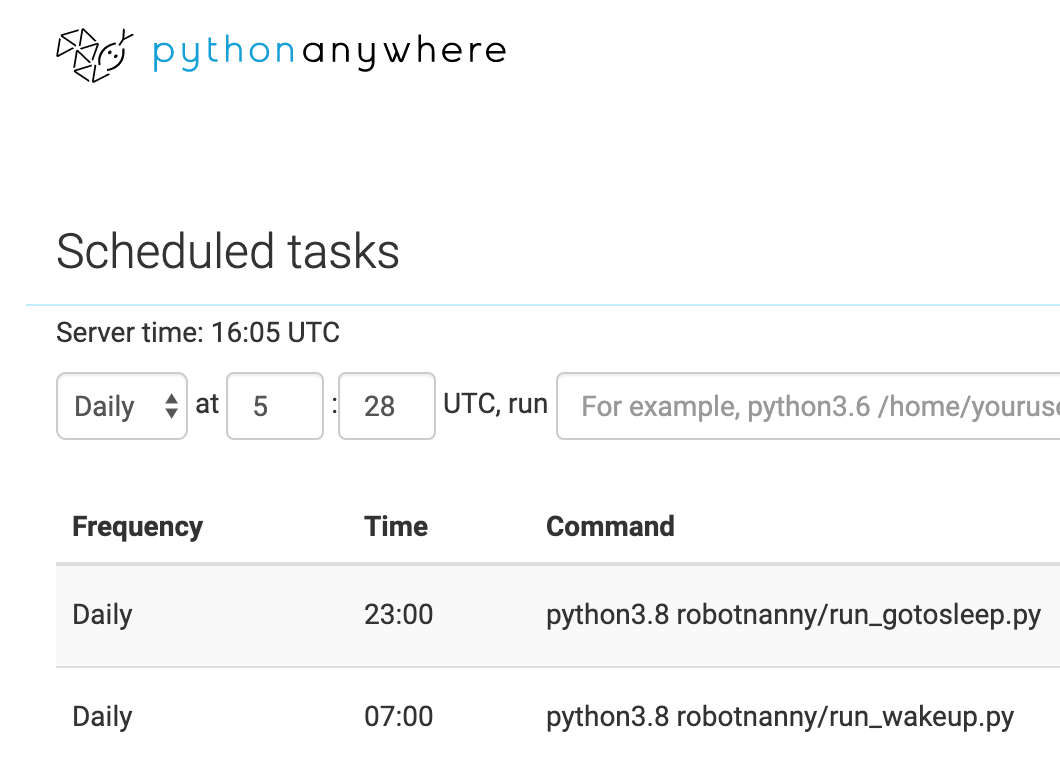 pythonanywhere
Scheduled tasks
Server time: 16:05 UTC
Daily at 5 : 28 UTC, run For example, python3.6 /home/youruse
Frequency Time Command
Daily 23:00 python3.8 robotnanny/run_gotosleep.py
Daily 07:00 python3.8 robotnanny/run_wakeup.py